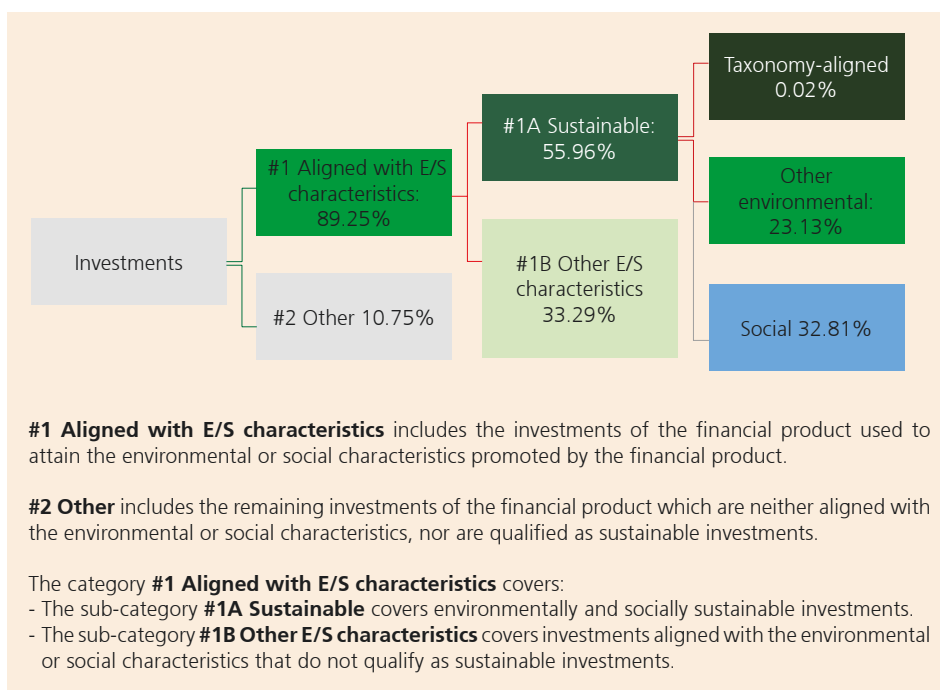 Taxonomy-aligned
0.02%
#1A Sustainable:
55.96%
#1 Aligned with E/S
characteristics:
89.25%
Other
environmental:
23.13%
Investments
#1B Other E/S
characteristics
33.29%
#2 Other 10.75%
Social 32.81%
#1 Aligned with E/S characteristics includes the investments of the financial product used to
attain the environmental or social characteristics promoted by the financial product.
#2 Other includes the remaining investments of the financial product which are neither aligned with
the environmental or social characteristics, nor are qualified as sustainable investments.
The category #1 Aligned with E/S characteristics covers:
- The sub-category #1A Sustainable covers environmentally and socially sustainable investments.
- The sub-category #1B Other E/S characteristics covers investments aligned with the environmental
or social characteristics that do not qualify as sustainable investments.